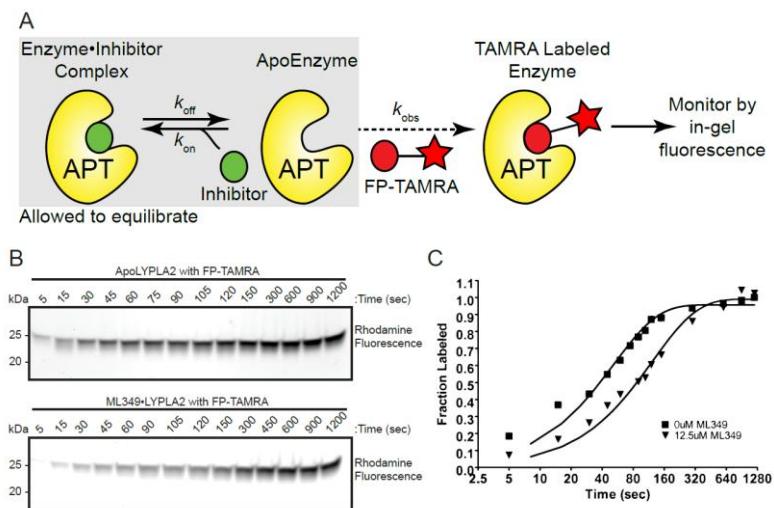 A
Enzyme•Inhibitor
Complex
ApoEnzyme
TAMRA Labeled
Enzyme
koff
kon
kobs
Monitor by
in-gel
fluorescence
APT
APT
APT
Inhibitor
FP-TAMRA
Allowed to equilibrate
B
ApoLYPLA2 with FP-TAMRA
kDa 5 15 30 45 60 75 90 105 120 150 300 600 900 1200 :Time (sec)
25
20
Rhodamine
Fluorescence
ML349•LYPLA2 with FP-TAMRA
kDa 5 15 30 45 60 90 105 120 150 300 450 600 900 1200 :Time (sec)
25
20
Rhodamine
Fluorescence
C
Fraction Labeled
1.1
1.0
0.9
0.8
0.7
0.6
0.5
0.4
0.3
0.2
0.1
0.0
0uM ML349
12.5uM ML349
2.5 5 10 20 40 80 160 320 640 1280
Time (sec)